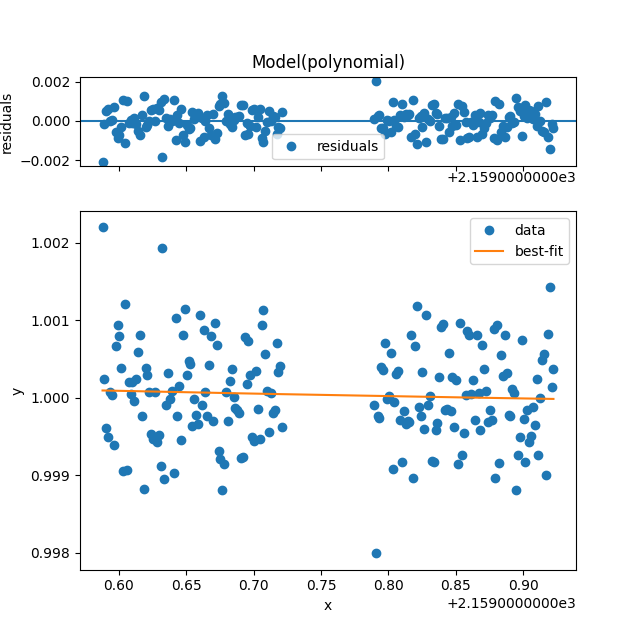 Model(polynomial)
0.002
0.000
−0.002
residuals
residuals
+2.1590000000e3
1.002
1.001
1.000
0.999
0.998
y
data
best-fit
0.60 0.65 0.70 0.75 0.80 0.85 0.90
x
+2.1590000000e3